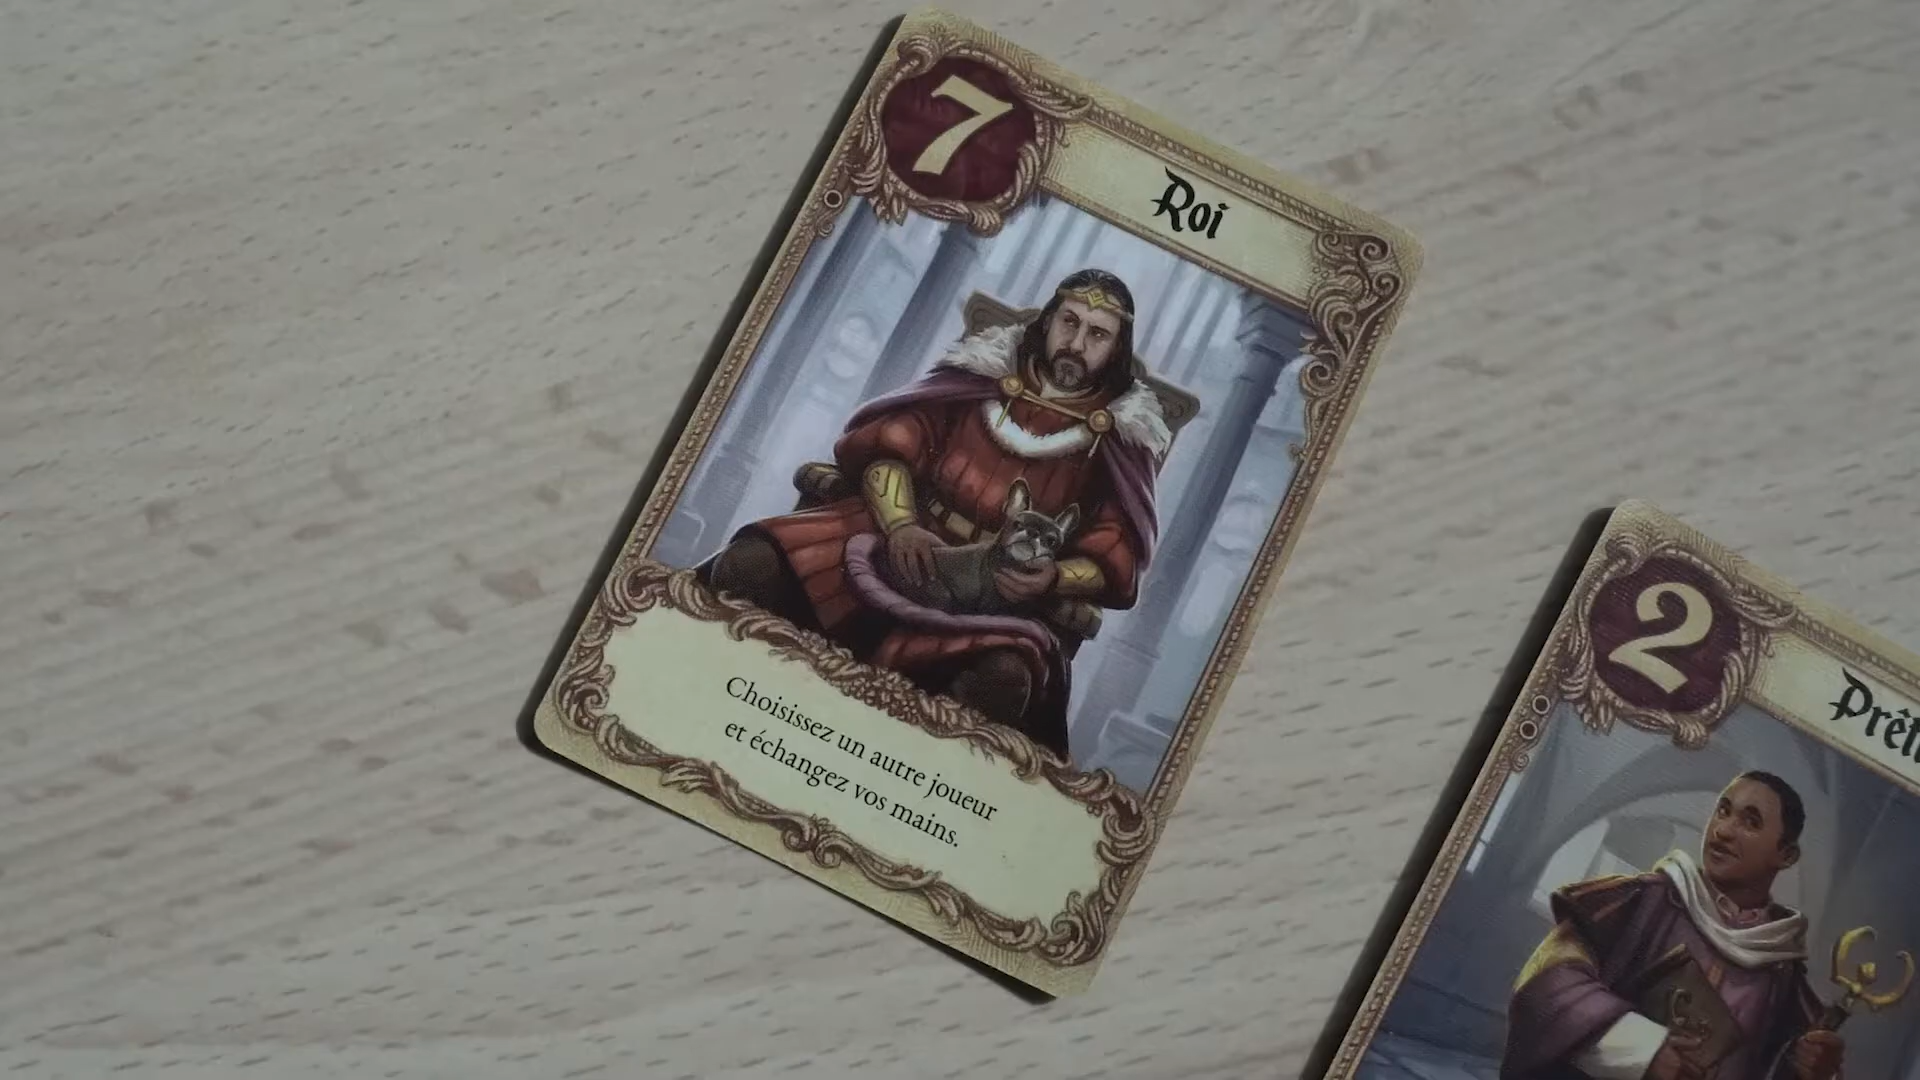 7
Roi
Choisissez un autre joueur
et échangez vos mains.
2